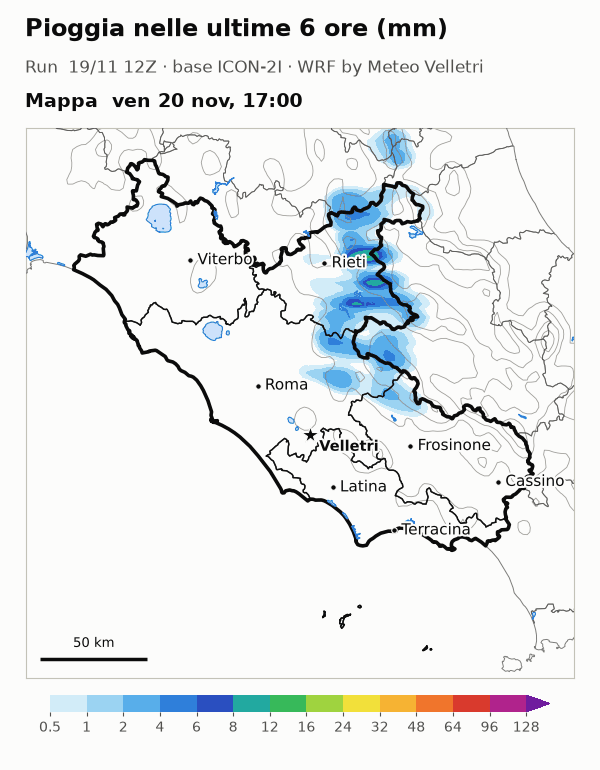 Pioggia nelle ultime 6 ore (mm)
Run  19/11 12Z · base ICON-2I · WRF by Meteo Velletri
Mappa  ven 20 nov, 17:00
Viterbo
Rieti
Roma
Velletri
Frosinone
Latina
Cassino
Terracina
50 km
0.5 1 2 4 6 8 12 16 24 32 48 64 96 128